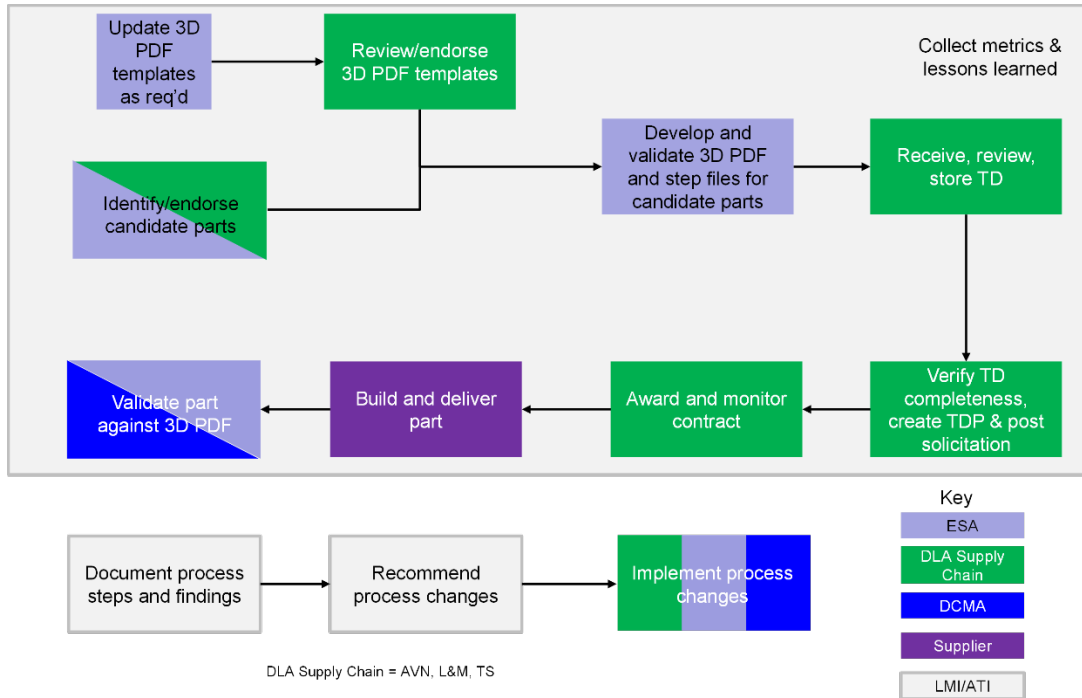 Update 3D
PDF
templates
as req'd
Review/endorse
3D PDF templates
Collect metrics &
lessons learned
Identify/endorse
candidate parts
Develop and
validate 3D PDF
and step files for
candidate parts
Receive, review,
store TD
Validate part
against 3D PDF
Build and deliver
part
Award and monitor
contract
Verify TD
completeness,
create TDP & post
solicitation
Document process
steps and findings
Recommend
process changes
Implement process
changes
Key
ESA
DLA Supply
Chain
DCMA
Supplier
LMI/ATI
DLA Supply Chain = AVN, L&M, TS